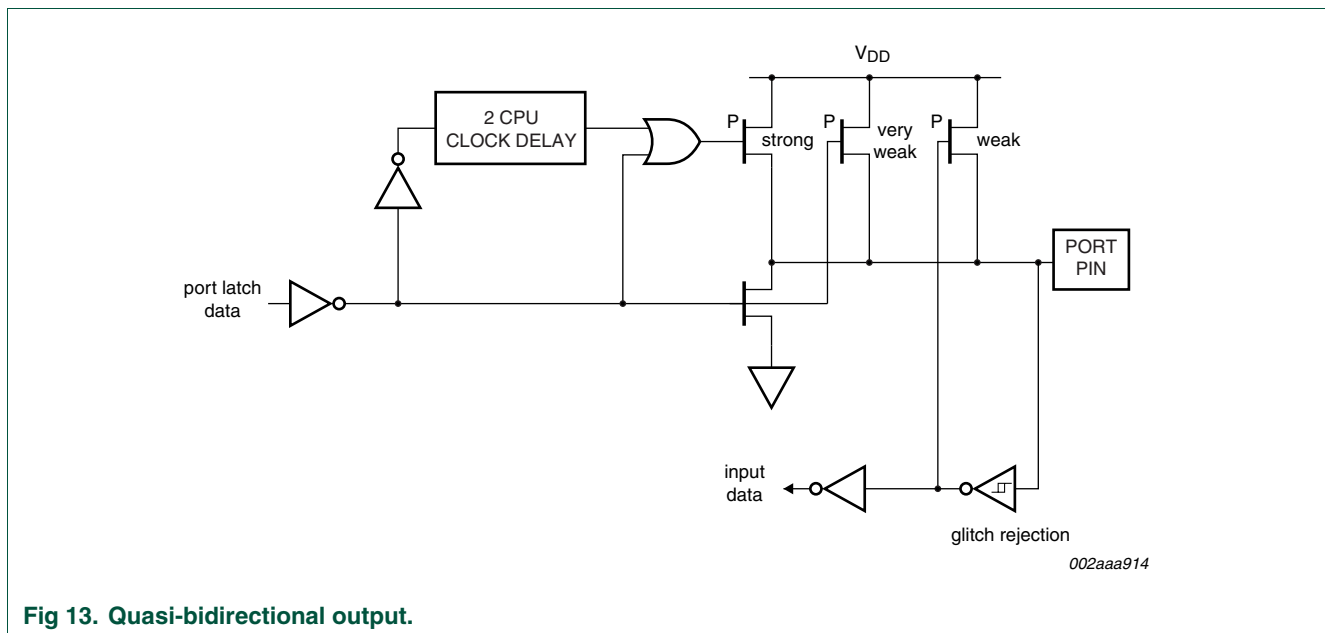 VDD
2 CPU
CLOCK DELAY
P
strong
P
very
weak
P
weak
PORT
PIN
port latch
data
input
data
glitch rejection
002aaa914
Fig 13. Quasi-bidirectional output.